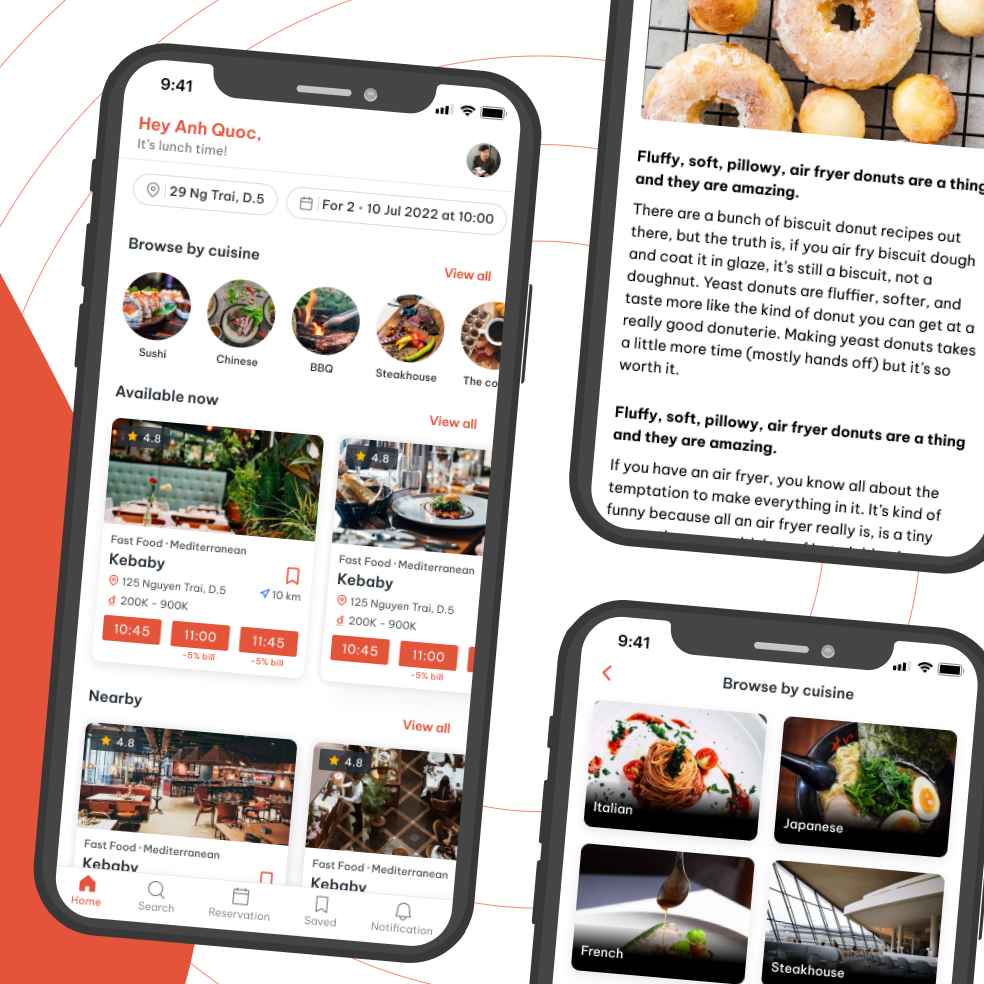 9:41
Hey Anh Quoc,
It's lunch time!
29 Ng Trai, D.5
For 2 • 10 Jul 2022 at 10:00
Browse by cuisine
View all
Sushi
Chinese
BBQ
Steakhouse
The co
Available now
View all
4.8
Fast Food · Mediterranean
Kebaby
125 Nguyen Trai, D.5
10 km
₫ 200K - 900K
10:45
11:00
11:45
-5% bill
-5% bill
4.8
Fast Food · Mediterranean
Kebaby
125 Nguyen Trai, D.5
₫ 200K - 900K
10:45
11:00
-5% bill
Nearby
View all
4.8
Fast Food · Mediterranean
Kebaby
4.8
Fast Food · Mediterranean
Kebaby
Home
Search
Reservation
Saved
Notification
Fluffy, soft, pillowy, air fryer donuts are a thing
and they are amazing.
There are a bunch of biscuit donut recipes out
there, but the truth is, if you air fry biscuit dough
and coat it in glaze, it's still a biscuit, not a
doughnut. Yeast donuts are fluffier, softer, and
taste more like the kind of donut you can get at a
really good donuterie. Making yeast donuts takes
a little more time (mostly hands off) but it's so
worth it.
Fluffy, soft, pillowy, air fryer donuts are a thing
and they are amazing.
If you have an air fryer, you know all about the
temptation to make everything in it. It's kind of
funny because all an air fryer really is, is a tiny
9:41
Browse by cuisine
Italian
Japanese
French
Steakhouse